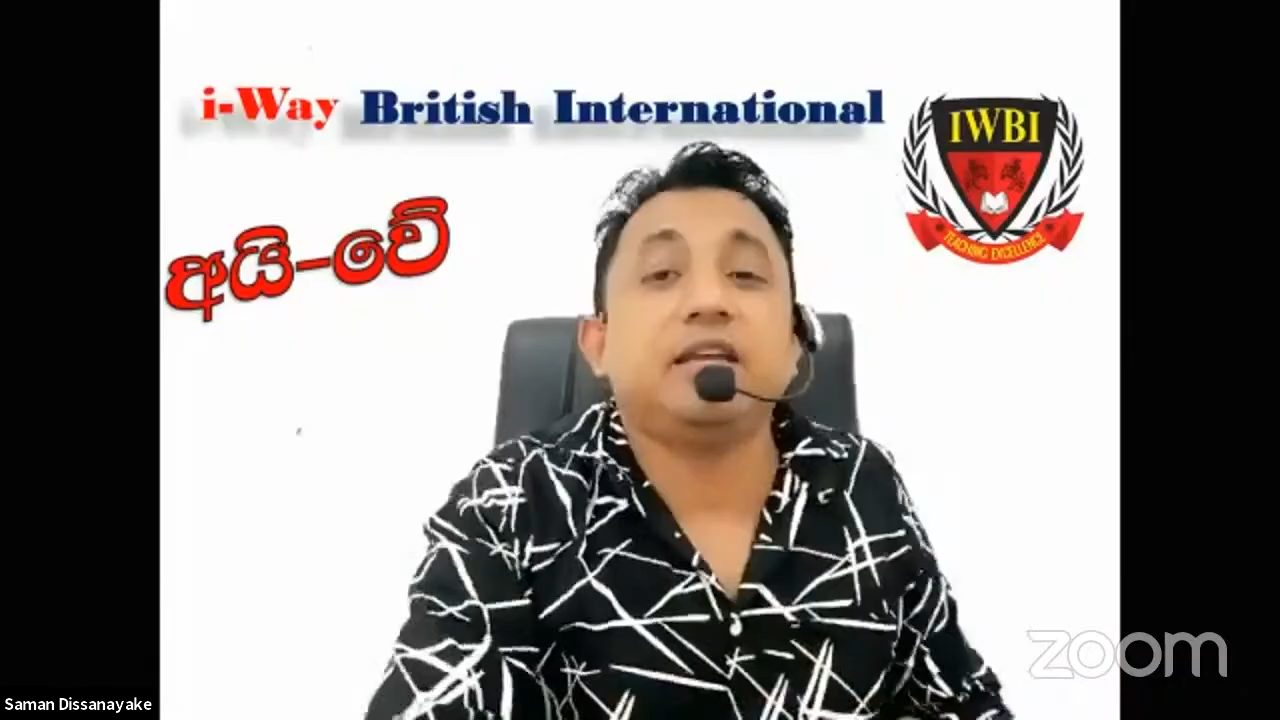 i-Way British International
IWBI
අයි-වේ
TEACHING EXCELLENCE
zoom
Saman Dissanayake